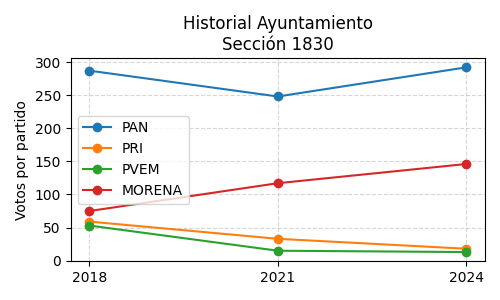 Historial Ayuntamiento
Sección 1830
Votos por partido
300
250
200
150
100
50
0
PAN
PRI
PVEM
MORENA
2018
2021
2024